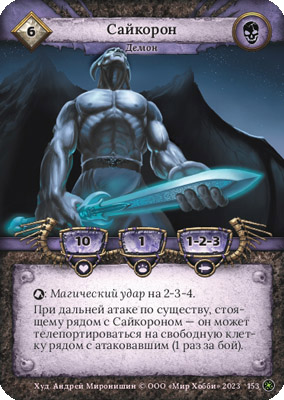 6
Сайкорон
Демон
10
1
1-2-3
: Магический удар на 2-3-4.
При дальней атаке по существу, стоя-
щему рядом с Сайкороном — он может
телепортироваться на свободную клет-
ку рядом с атаковавшим (1 раз за бой).
Худ. Андрей Миронишин © ООО «Мир Хобби» 2023 153